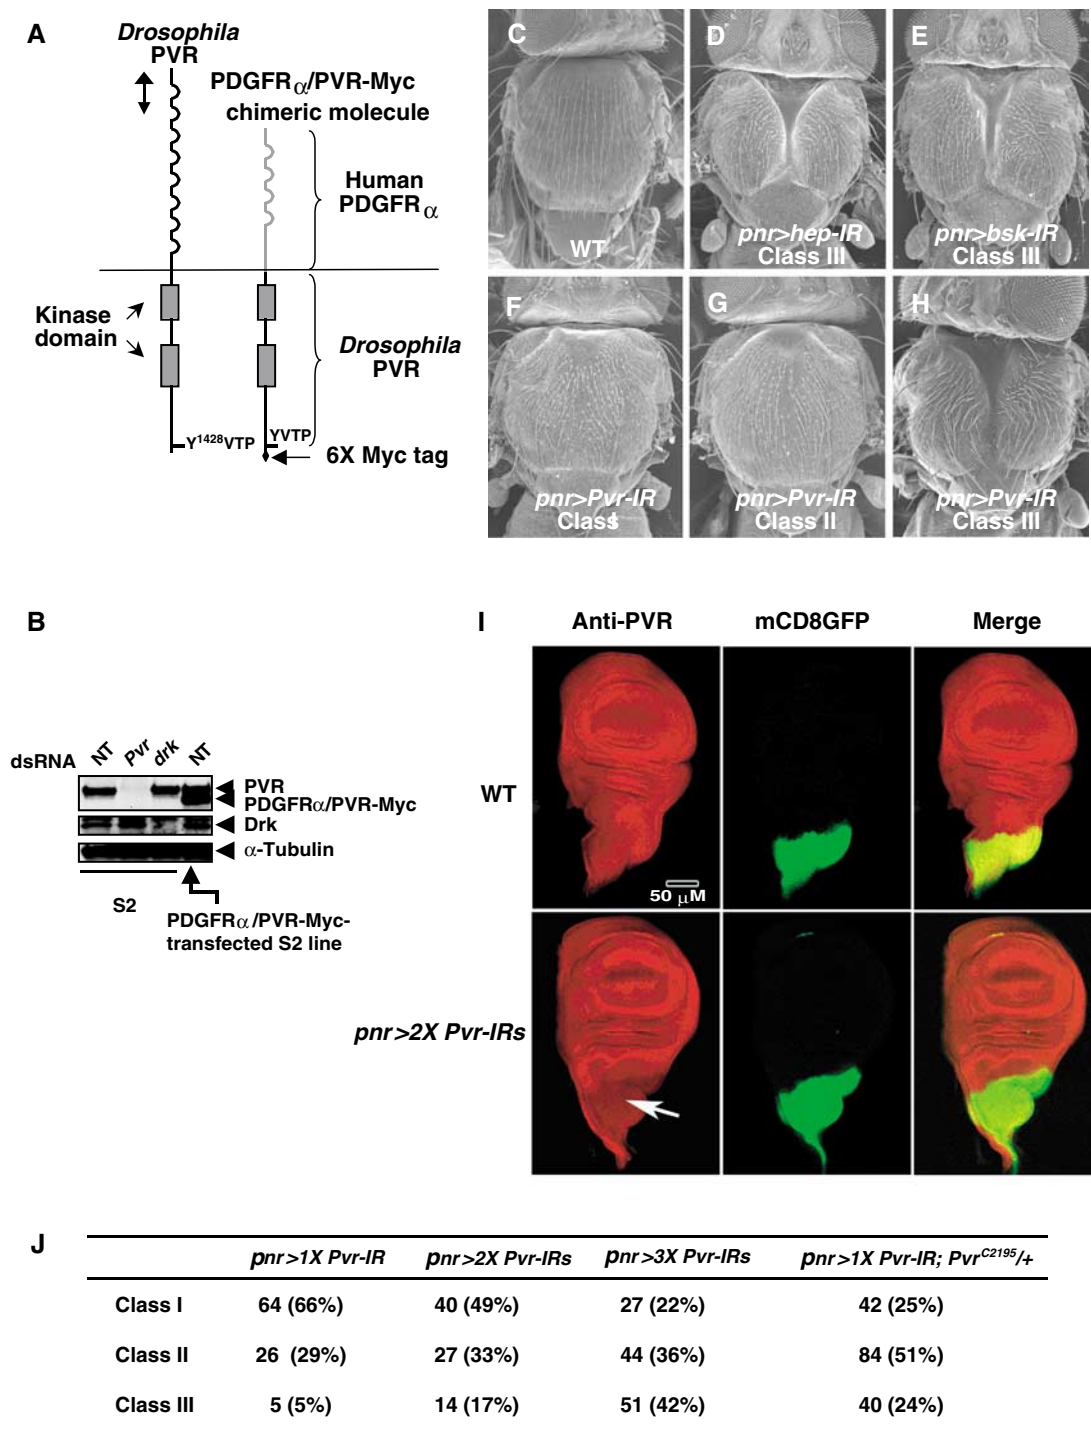 A
Drosophila
PVR
PDGFRα/PVR-Myc
chimeric molecule
Human
PDGFRα
Kinase
domain
Drosophila
PVR
Y1428VTP
YVTP
6X Myc tag
C
WT
D
pnr>hep-IR
Class III
E
pnr>bsk-IR
Class III
F
pnr>Pvr-IR
Class I
G
pnr>Pvr-IR
Class II
H
pnr>Pvr-IR
Class III
B
dsRNA NT Pvr drk NT
PVR
PDGFRα/PVR-Myc
Drk
α-Tubulin
S2
PDGFRα/PVR-Myc-
transfected S2 line
I
Anti-PVR mCD8GFP Merge
WT
50 μM
pnr>2X Pvr-IRs
J
pnr>1X Pvr-IR pnr>2X Pvr-IRs pnr>3X Pvr-IRs pnr>1X Pvr-IR; PvrC2195/+
Class I 64 (66%) 40 (49%) 27 (22%) 42 (25%)
Class II 26 (29%) 27 (33%) 44 (36%) 84 (51%)
Class III 5 (5%) 14 (17%) 51 (42%) 40 (24%)